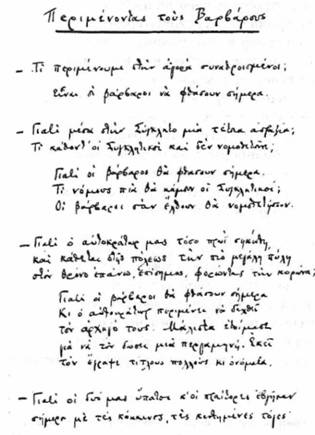 Περιμένοντας τους Βαρβάρους
— Τι περιμένουμε στην αγορά συναθροισμένοι;
Είναι οι βάρβαροι να φθάσουν σήμερα.
— Γιατί μέσα στην Σύγκλητο μιά τέτοια απραξία;
Τι κάθοντ' οι Συγκλητικοί και δεν νομοθετούνε;
Γιατί οι βάρβαροι θα φθάσουν σήμερα.
Τι νόμους πια θα κάμουν οι Συγκλητικοί;
Οι βάρβαροι σαν έλθουν θα νομοθετήσουν.
— Γιατί ο αυτοκράτωρ μας τόσο πρωί σηκώθη,
και κάθεται στης πόλεως την πιο μεγάλη πύλη
στον θρόνο επάνω, επίσημος, φορώντας την κορώνα;
Γιατί οι βάρβαροι θα φθάσουν σήμερα
Κι ο αυτοκράτωρ περιμένει να δεχθεί
τον αρχηγό τους. Μάλιστα ετοίμασε
για να τον δώσει μια περγαμηνή. Εκεί
τον έγραψε τίτλους πολλούς κι ονόματα.
— Γιατί οι δυό μας ύπατοι κ' οι πραίτορες εβγήκαν
σήμερα με τες κόκκινες, τες κεντημένες τόγες·